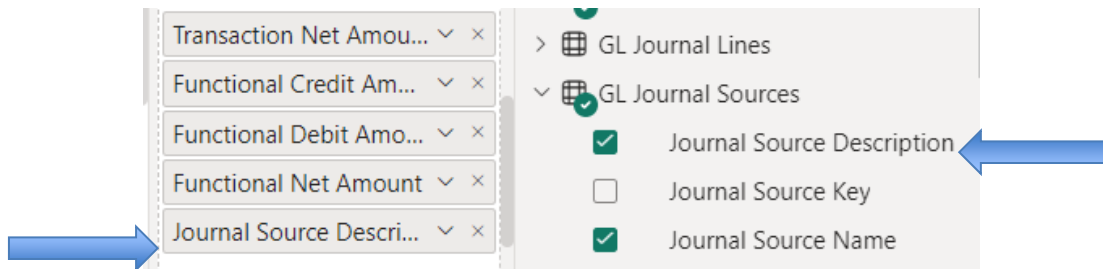 Transaction Net Amou...
Functional Credit Am...
Functional Debit Amo...
Functional Net Amount
Journal Source Descri...
GL Journal Lines
GL Journal Sources
Journal Source Description
Journal Source Key
Journal Source Name